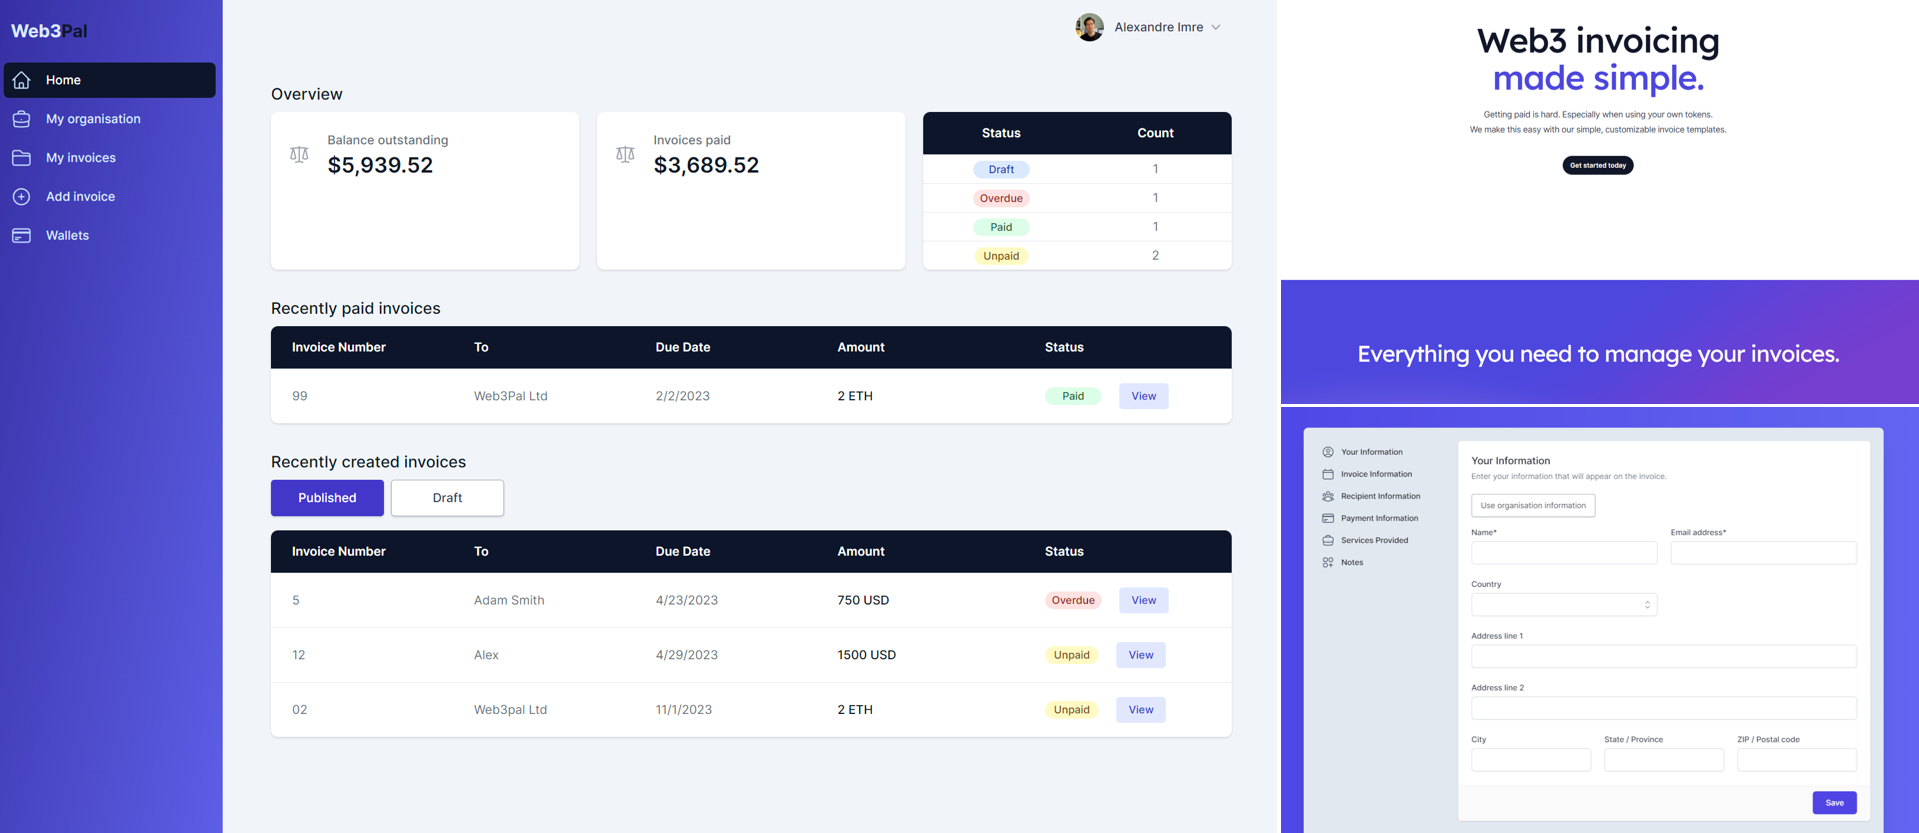 Web3Pal
Home
My organisation
My invoices
Add invoice
Wallets
Alexandre Imre
Overview
Balance outstanding
$5,939.52
Invoices paid
$3,689.52
Status Count
Draft 1
Overdue 1
Paid 1
Unpaid 2
Recently paid invoices
Invoice Number To Due Date Amount Status
99 Web3Pal Ltd 2/2/2023 2 ETH Paid View
Recently created invoices
Published Draft
Invoice Number To Due Date Amount Status
5 Adam Smith 4/23/2023 750 USD Overdue View
12 Alex 4/29/2023 1500 USD Unpaid View
02 Web3pal Ltd 11/1/2023 2 ETH Unpaid View
Web3 invoicing
made simple.
Getting paid is hard. Especially when using your own tokens.
We make this easy with our simple, customizable invoice templates.
Get started today
Everything you need to manage your invoices.
Your Information
Invoice Information
Recipient Information
Payment Information
Services Provided
Notes
Your Information
Enter your information that will appear on the invoice.
Use organisation information
Name* Email address*
Country
Address line 1
Address line 2
City State / Province ZIP / Postal code
Save